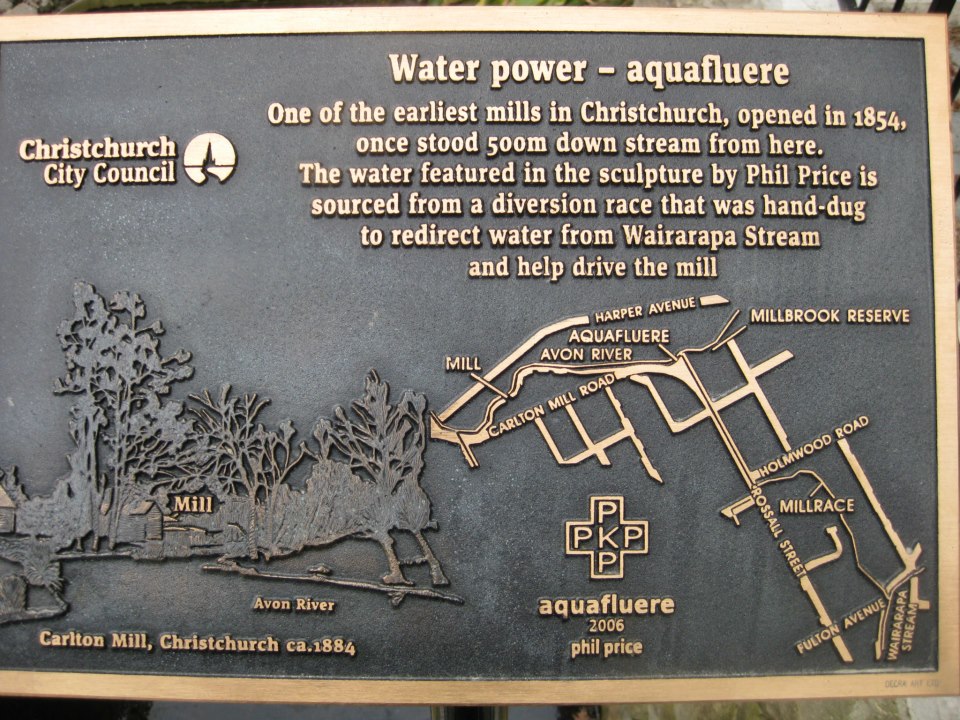 Water power – aquafluere
One of the earliest mills in Christchurch, opened in 1854,
once stood 500m down stream from here.
The water featured in the sculpture by Phil Price is
sourced from a diversion race that was hand-dug
to redirect water from Wairarapa Stream
and help drive the mill
Christchurch
City Council
HARPER AVENUE
MILLBROOK RESERVE
AQUAFLUERE
AVON RIVER
MILL
CARLTON MILL ROAD
HOLMWOOD ROAD
MILLRACE
ROSSALL STREET
FULTON AVENUE
WAIRARAPA
STREAM
Mill
Avon River
Carlton Mill, Christchurch ca.1884
P
PKP
P
aquafluere
2006
phil price